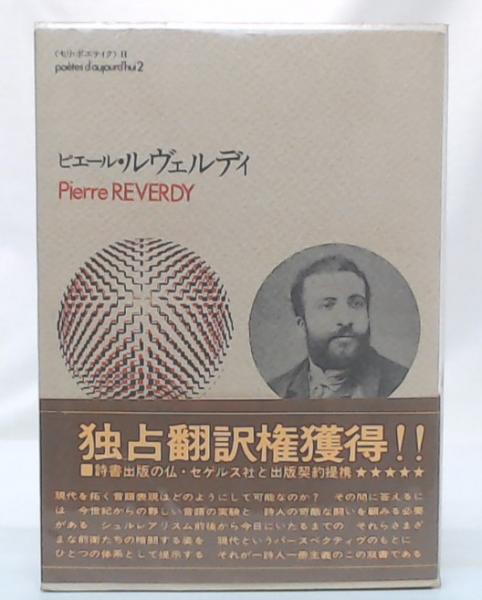 〈セリ・ポエティク〉II
poètes d'aujourd'hui 2
ピエール・ルヴェルディ
Pierre REVERDY
独占翻訳権獲得!!
■詩書出版の仏・セゲルス社と出版契約提携★★★★★
現代を拓く言語表現はどのようにして可能なのか? その問に答えるに
は 今世紀からの夥しい言語の実験と 詩人の苛酷な闘いを顧みる必要
がある シュルレアリスム前後から今日にいたるまでの それらさまざ
まな前衛たちの暗闘する姿を 現代というパースペクティヴのもとに
ひとつの体系として提示する それが一詩人一冊主義のこの双書である